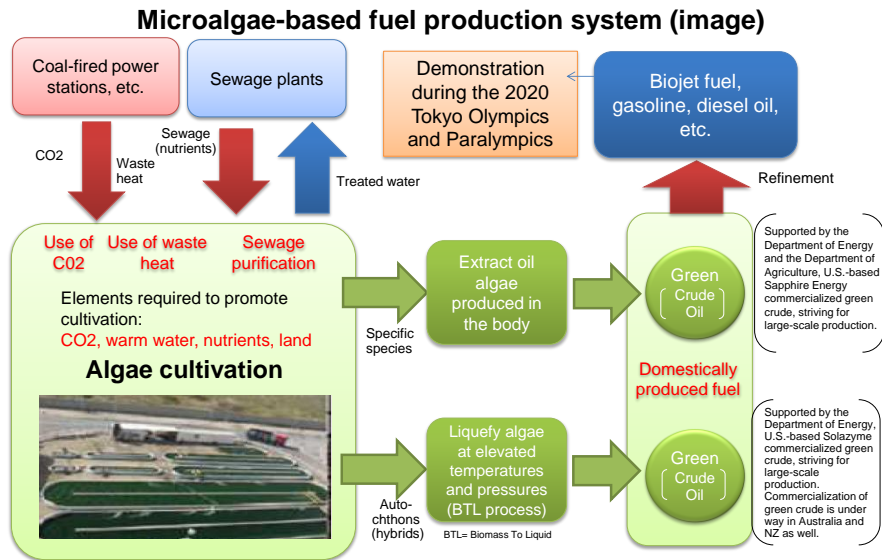 Microalgae-based fuel production system (image)
Coal-fired power
stations, etc.
Sewage plants
Demonstration
during the 2020
Tokyo Olympics
and Paralympics
Biojet fuel,
gasoline, diesel oil,
etc.
CO2
Waste
heat
Sewage
(nutrients)
Treated water
Refinement
Use of
C02
Use of waste
heat
Sewage
purification
Elements required to promote
cultivation:
CO2, warm water, nutrients, land
Algae cultivation
Specific
species
Extract oil
algae
produced in
the body
Green
Crude
Oil
Supported by the
Department of Energy
and the Department of
Agriculture, U.S.-based
Sapphire Energy
commercialized green
crude, striving for
large-scale production.
Domestically
produced fuel
Auto-
chthons
(hybrids)
Liquefy algae
at elevated
temperatures
and pressures
(BTL process)
BTL= Biomass To Liquid
Green
Crude
Oil
Supported by the
Department of Energy,
U.S.-based Solazyme
commercialized green
crude, striving for
large-scale
production.
Commercialization of
green crude is under
way in Australia and
NZ as well.